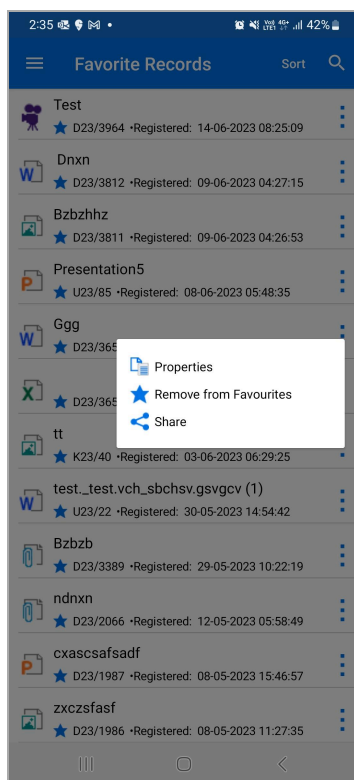 2:35 42%
Favorite Records Sort
Test
D23/3964 •Registered: 14-06-2023 08:25:09
Dnxn
D23/3812 •Registered: 09-06-2023 04:27:15
Bzbzhhz
D23/3811 •Registered: 09-06-2023 04:26:53
Presentation5
U23/85 •Registered: 08-06-2023 05:48:35
Ggg
D23/365
Properties
Remove from Favourites
D23/365
Share
tt
K23/40 •Registered: 03-06-2023 06:29:25
test._test.vch_sbchsv.gsvgcv (1)
U23/22 •Registered: 30-05-2023 14:54:42
Bzbzb
D23/3389 •Registered: 29-05-2023 10:22:19
ndnxn
D23/2066 •Registered: 12-05-2023 05:58:49
cxascsafsadf
D23/1987 •Registered: 08-05-2023 15:46:57
zxczsfasf
D23/1986 •Registered: 08-05-2023 11:27:35